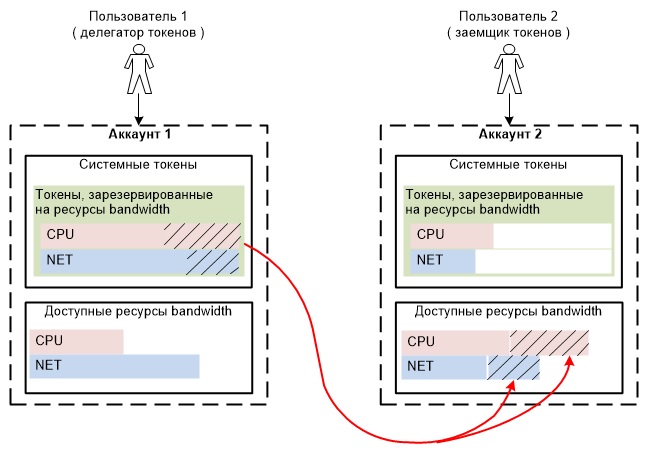 Пользователь 1
( делегатор токенов )
Пользователь 2
( заемщик токенов )
Аккаунт 1
Системные токены
Токены, зарезервированные
на ресурсы bandwidth
CPU
NET
Доступные ресурсы bandwidth
CPU
NET
Аккаунт 2
Системные токены
Токены, зарезервированные
на ресурсы bandwidth
CPU
NET
Доступные ресурсы bandwidth
CPU
NET